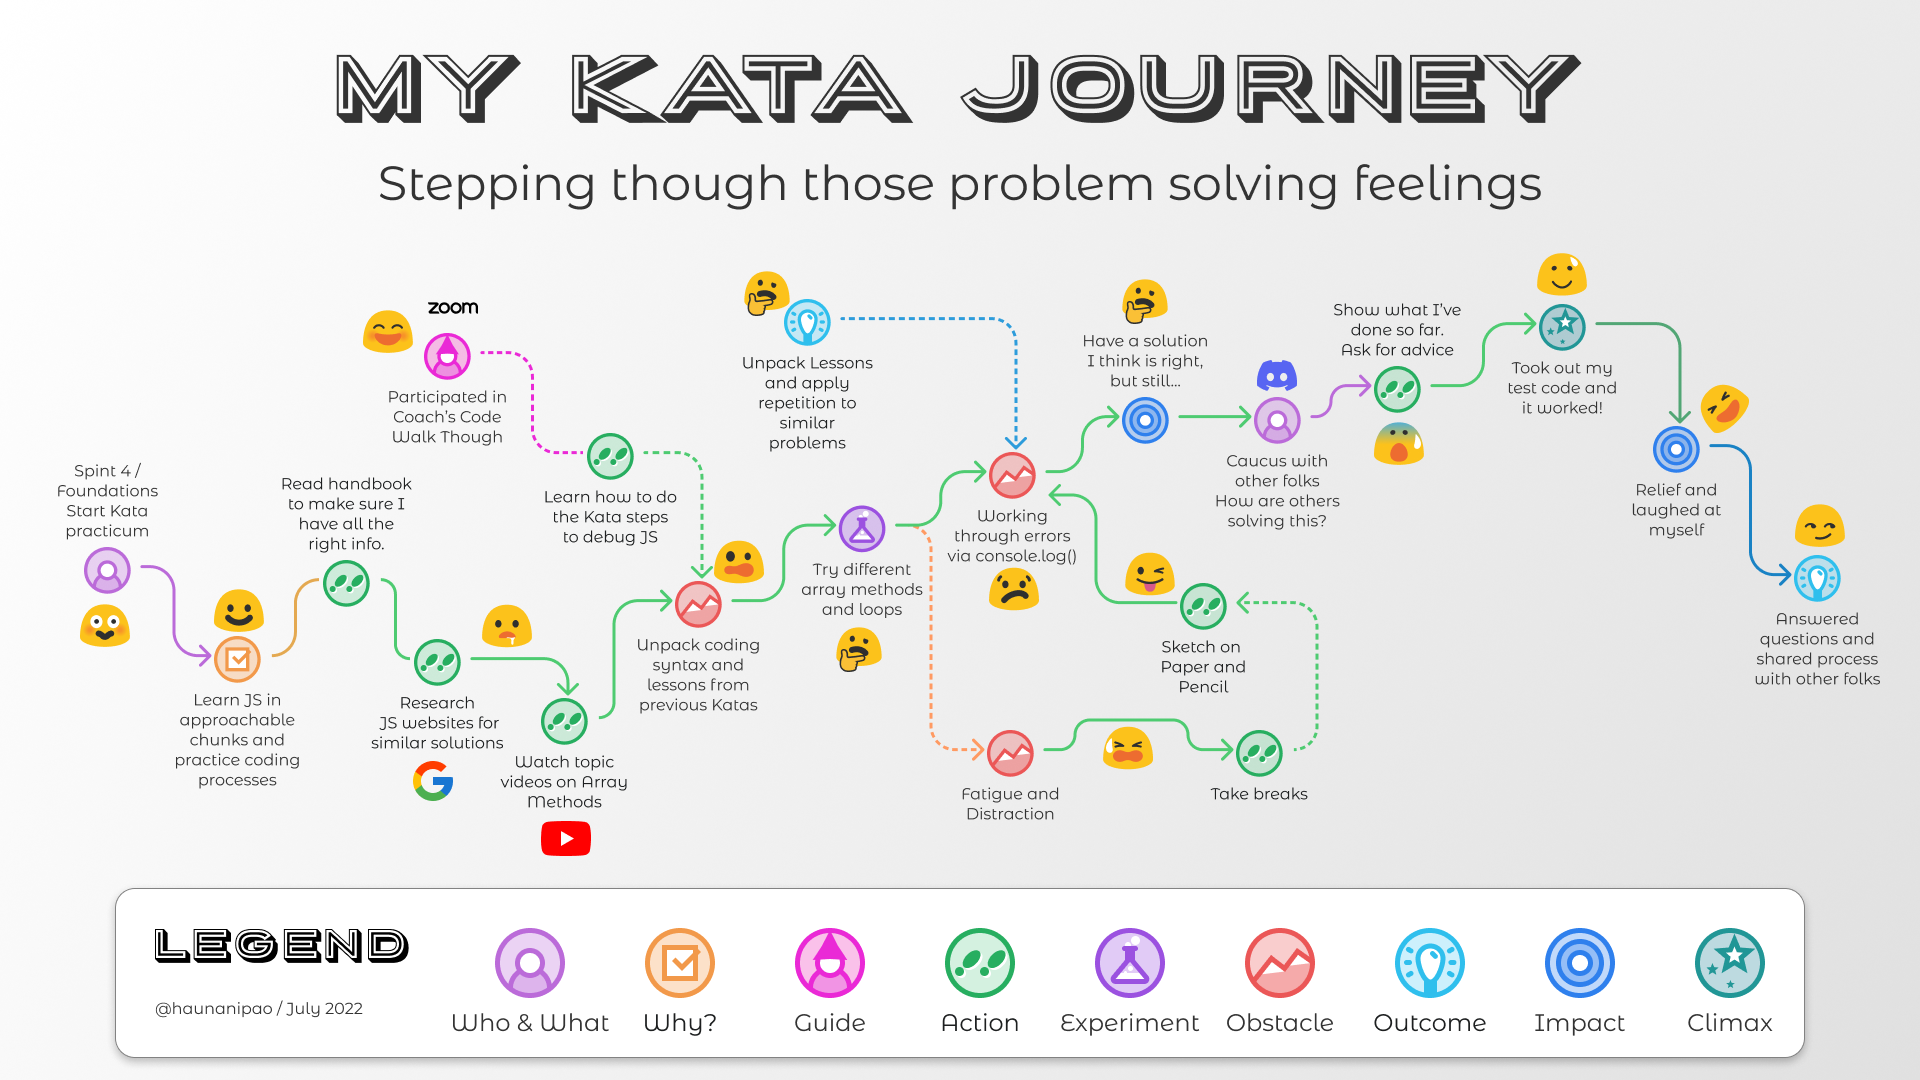 MY KATA JOURNEY
Stepping though those problem solving feelings
Spint 4 /
Foundations
Start Kata
practicum
Learn JS in
approachable
chunks and
practice coding
processes
Read handbook
to make sure I
have all the
right info.
Research
JS websites for
similar solutions
Watch topic
videos on Array
Methods
zoom
Participated in
Coach's Code
Walk Though
Learn how to do
the Kata steps
to debug JS
Unpack coding
syntax and
lessons from
previous Katas
Unpack Lessons
and apply
repetition to
similar
problems
Try different
array methods
and loops
Working
through errors
via console.log()
Fatigue and
Distraction
Take breaks
Sketch on
Paper and
Pencil
Have a solution
I think is right,
but still...
Caucus with
other folks
How are others
solving this?
Show what I've
done so far.
Ask for advice
Took out my
test code and
it worked!
Relief and
laughed at
myself
Answered
questions and
shared process
with other folks
LEGEND
@haunanipao / July 2022
Who & What
Why?
Guide
Action
Experiment
Obstacle
Outcome
Impact
Climax